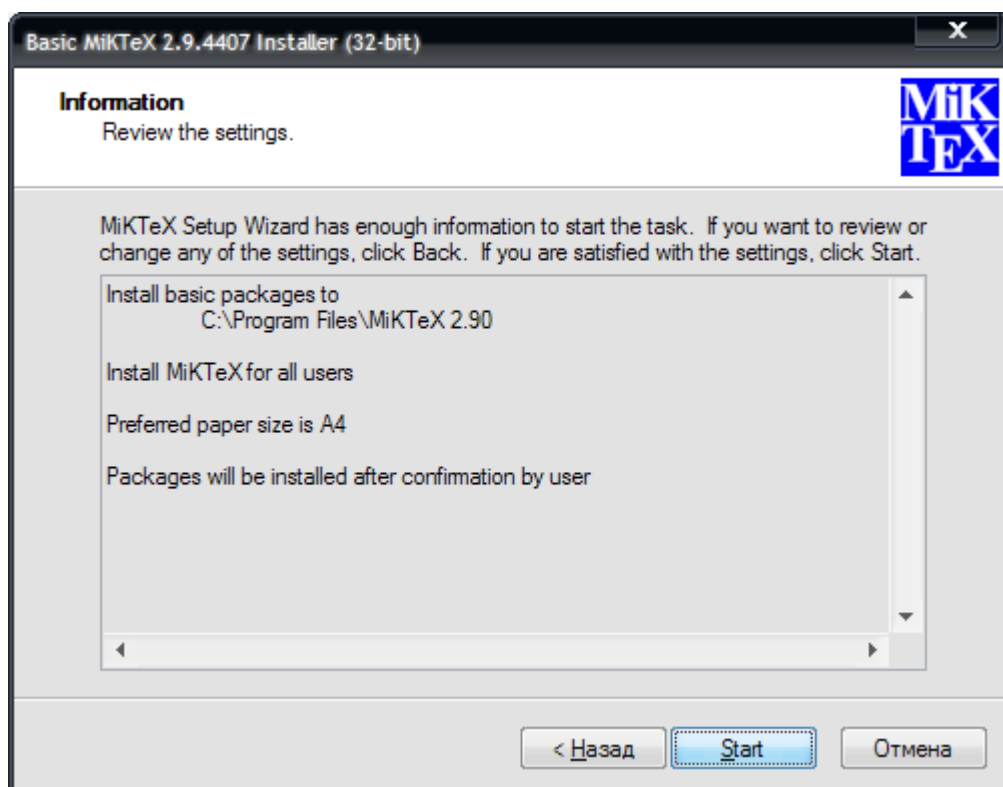 Basic MiKTeX 2.9.4407 Installer (32-bit)
X
Information
Review the settings.
MiK
TEX
MiKTeX Setup Wizard has enough information to start the task.  If you want to review or
change any of the settings, click Back.  If you are satisfied with the settings, click Start.
Install basic packages to
C:\Program Files\MiKTeX 2.90
Install MiKTeX for all users
Preferred paper size is A4
Packages will be installed after confirmation by user
< Назад
Start
Отмена